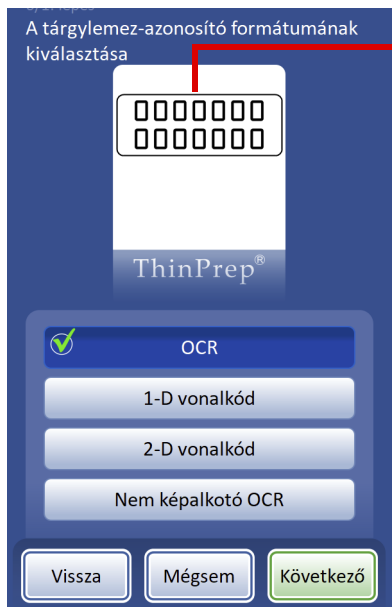 A tárgylemez-azonosító formátumának
kiválasztása
0000000
0000000
ThinPrep®
OCR
1-D vonalkód
2-D vonalkód
Nem képalkotó OCR
Vissza
Mégsem
Következő